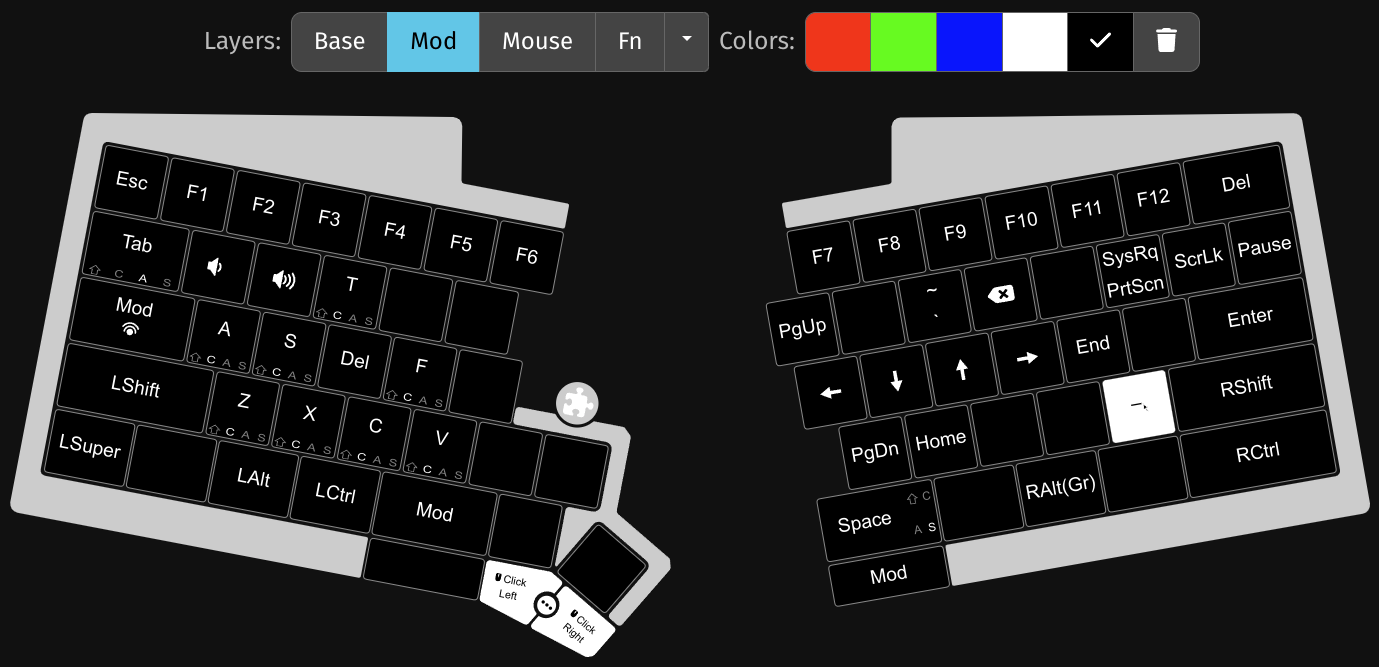 Layers: Base Mod Mouse Fn Colors:
Esc F1 F2 F3 F4 F5 F6
F7 F8 F9 F10 F11 F12 Del
Tab T
C A S
C A S
PgUp ~ ` SysRq PrtScn ScrLk Pause
Mod A S Del F
C A S
C A S
C A S
End Enter
LShift Z X C V
C A S
C A S
C A S
C A S
PgDn Home RShift
LSuper LAlt LCtrl Mod
Space RAlt(Gr) RCtrl
C
A S
Click
Left
Click
Right
Mod